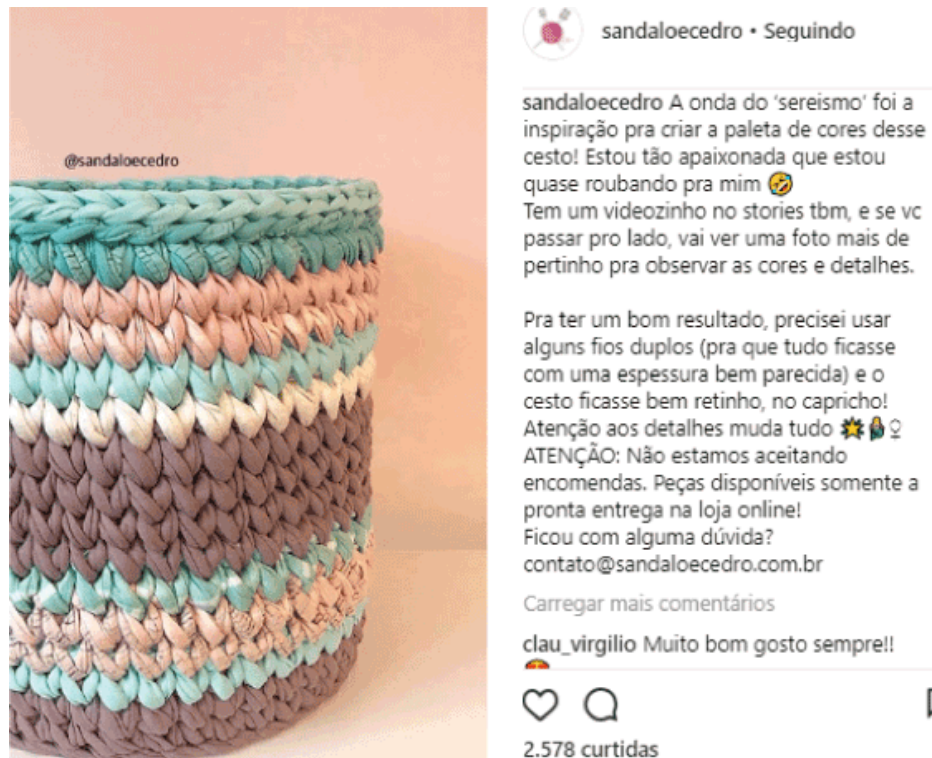 @sandaloecedro
sandaloecedro • Seguindo
sandaloecedro A onda do ‘sereismo’ foi a
inspiração pra criar a paleta de cores desse
cesto! Estou tão apaixonada que estou
quase roubando pra mim 🤣
Tem um videozinho no stories tbm, e se vc
passar pro lado, vai ver uma foto mais de
pertinho pra observar as cores e detalhes.
Pra ter um bom resultado, precisei usar
alguns fios duplos (pra que tudo ficasse
com uma espessura bem parecida) e o
cesto ficasse bem retinho, no capricho!
Atenção aos detalhes muda tudo 🌟🧜♀
ATENÇÃO: Não estamos aceitando
encomendas. Peças disponíveis somente a
pronta entrega na loja online!
Ficou com alguma dúvida?
contato@sandaloecedro.com.br
Carregar mais comentários
clau_virgilio Muito bom gosto sempre!!
2.578 curtidas